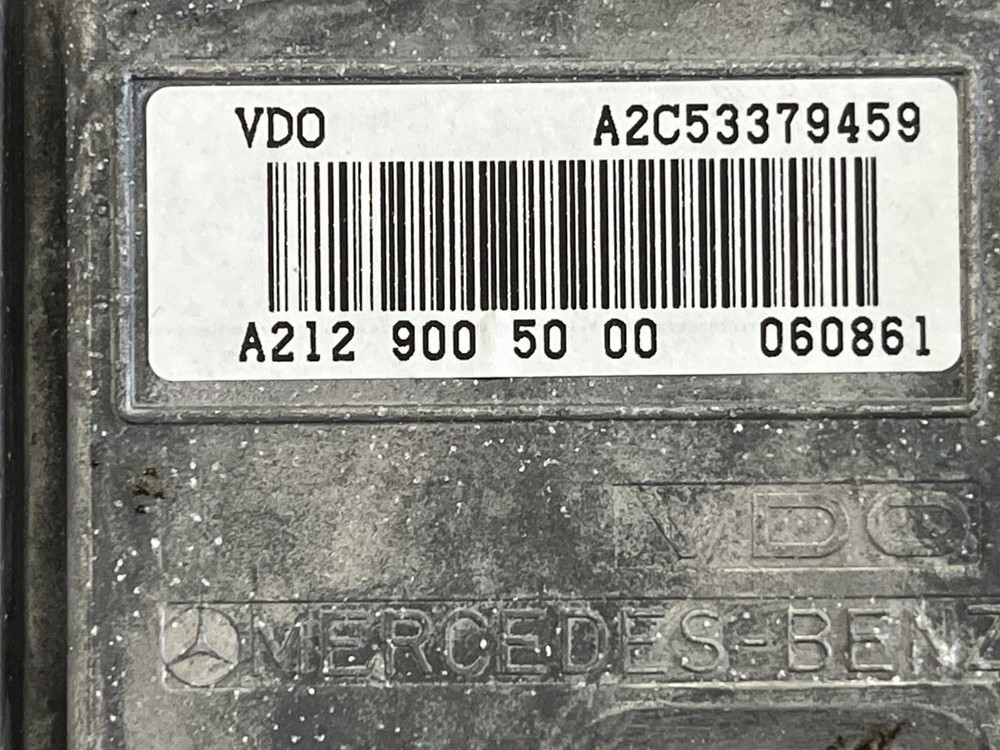 VDO A2C53379459
A212 900 50 00 060861
VDO
MERCEDES-BENZ